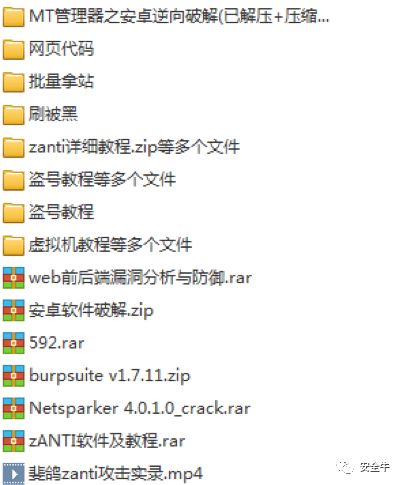 MT管理器之安卓逆向破解(已解压+压缩...
网页代码
批量拿站
刷被黑
zanti详细教程.zip等多个文件
盗号教程等多个文件
盗号教程
虚拟机教程等多个文件
web前后端漏洞分析与防御.rar
安卓软件破解.zip
592.rar
burpsuite v1.7.11.zip
Netsparker 4.0.1.0_crack.rar
zANTI软件及教程.rar
斐鸽zanti攻击实录.mp4
安全牛